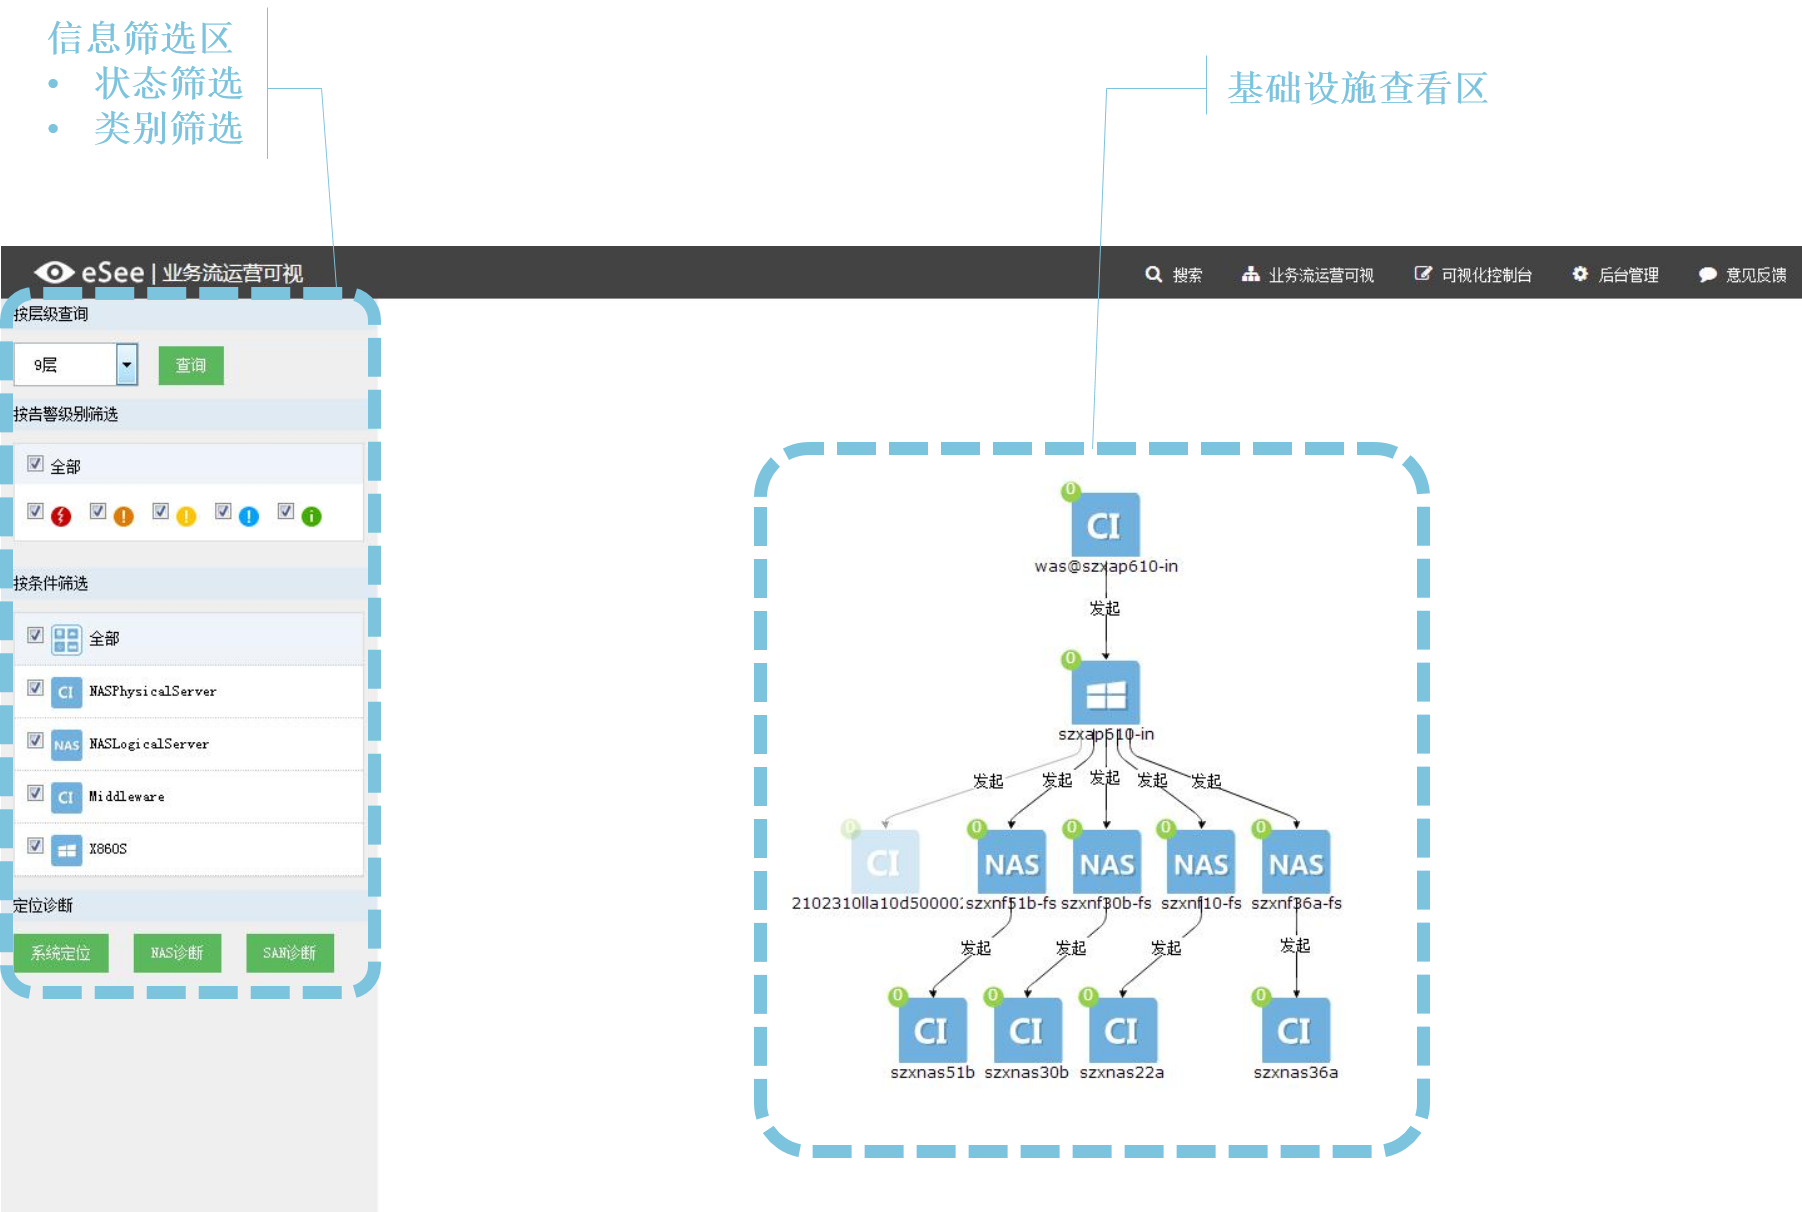 信息筛选区
• 状态筛选
• 类别筛选
基础设施查看区
eSee | 业务流运营可视
搜索 业务流运营可视 可视化控制台 后台管理 意见反馈
按层级查询
9层 查询
按告警级别筛选
全部
按条件筛选
全部
CI NASPhysicalServer
NAS NASLogicalServer
CI Middleware
X86OS
定位诊断
系统定位 NAS诊断 SAN诊断
0
CI
was@szxap610-in
发起
0
szxap610-in
发起 发起 发起 发起 发起
0 0 0 0 0
CI NAS NAS NAS NAS
2102310lla10d50000 szxnf51b-fs szxnf30b-fs szxnf10-fs szxnf36a-fs
发起 发起 发起 发起
0 0 0 0
CI CI CI CI
szxnas51b szxnas30b szxnas22a szxnas36a